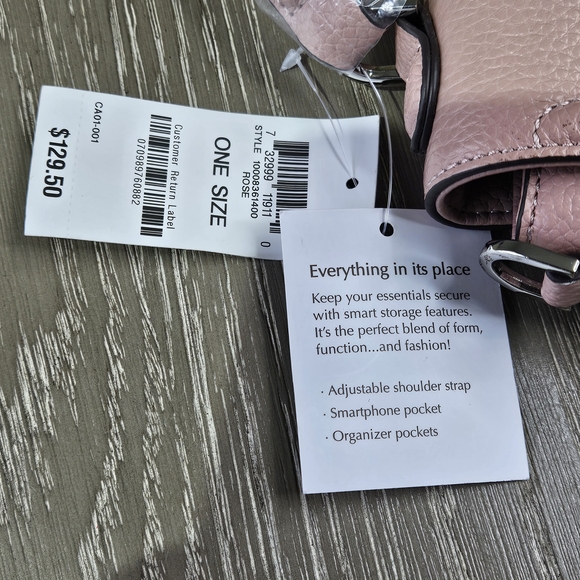 CA01-001
$129.50
Customer Return Label
070989760882
ONE SIZE
7 32999 11911 0
STYLE 10008361400
ROSE
Everything in its place
Keep your essentials secure
with smart storage features.
It's the perfect blend of form,
function...and fashion!
· Adjustable shoulder strap
· Smartphone pocket
· Organizer pockets